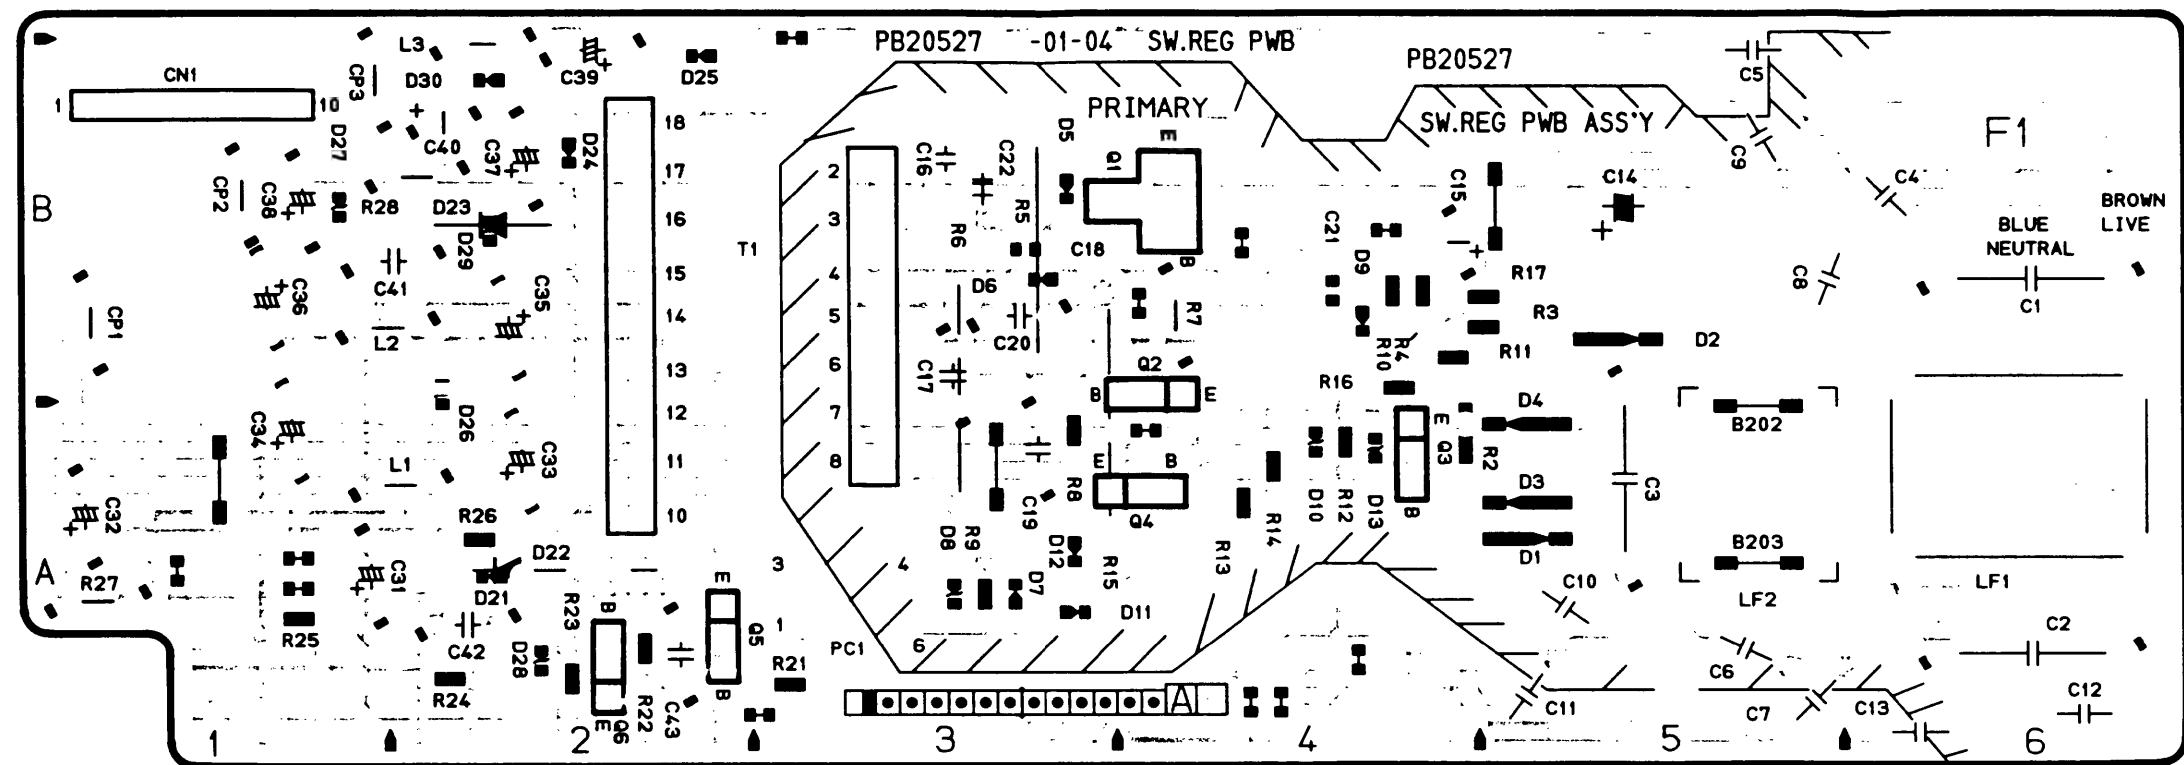 PB20527 -01-04 SW.REG PWB
PB20527
SW.REG PWB ASS'Y
PRIMARY
CN1
1
10
CP3
L3
D30
C39
D25
C5
+
C40
D27
C37
D24
18
17
16
15
14
13
12
11
10
T1
2
3
4
5
6
7
8
C16
C22
D5
Q1
E
B
C15
C14
C9
C4
F1
B
CP2
C38
R28
D23
D29
R6
R5
C18
C21
D9
BROWN
LIVE
BLUE
NEUTRAL
C1
C8
C36
C41
C35
CP1
L2
D6
C20
R7
R17
R3
D2
R11
R10
R4
R16
C17
Q2
B
E
D26
C34
L1
C33
C32
R26
D4
B202
E
Q3
B
R2
D3
C3
E
B
Q4
R8
C19
D10
R12
D13
R14
R13
D1
B203
LF2
LF1
A
R27
C31
D22
D21
R25
C42
D28
R24
R23
B
E
Q6
R22
C43
E
Q5
B
R21
3
1
4
6
PC1
D8
R9
D12
D7
R15
D11
C10
C6
C7
C11
C13
C2
C12
A
1
2
3
4
5
6